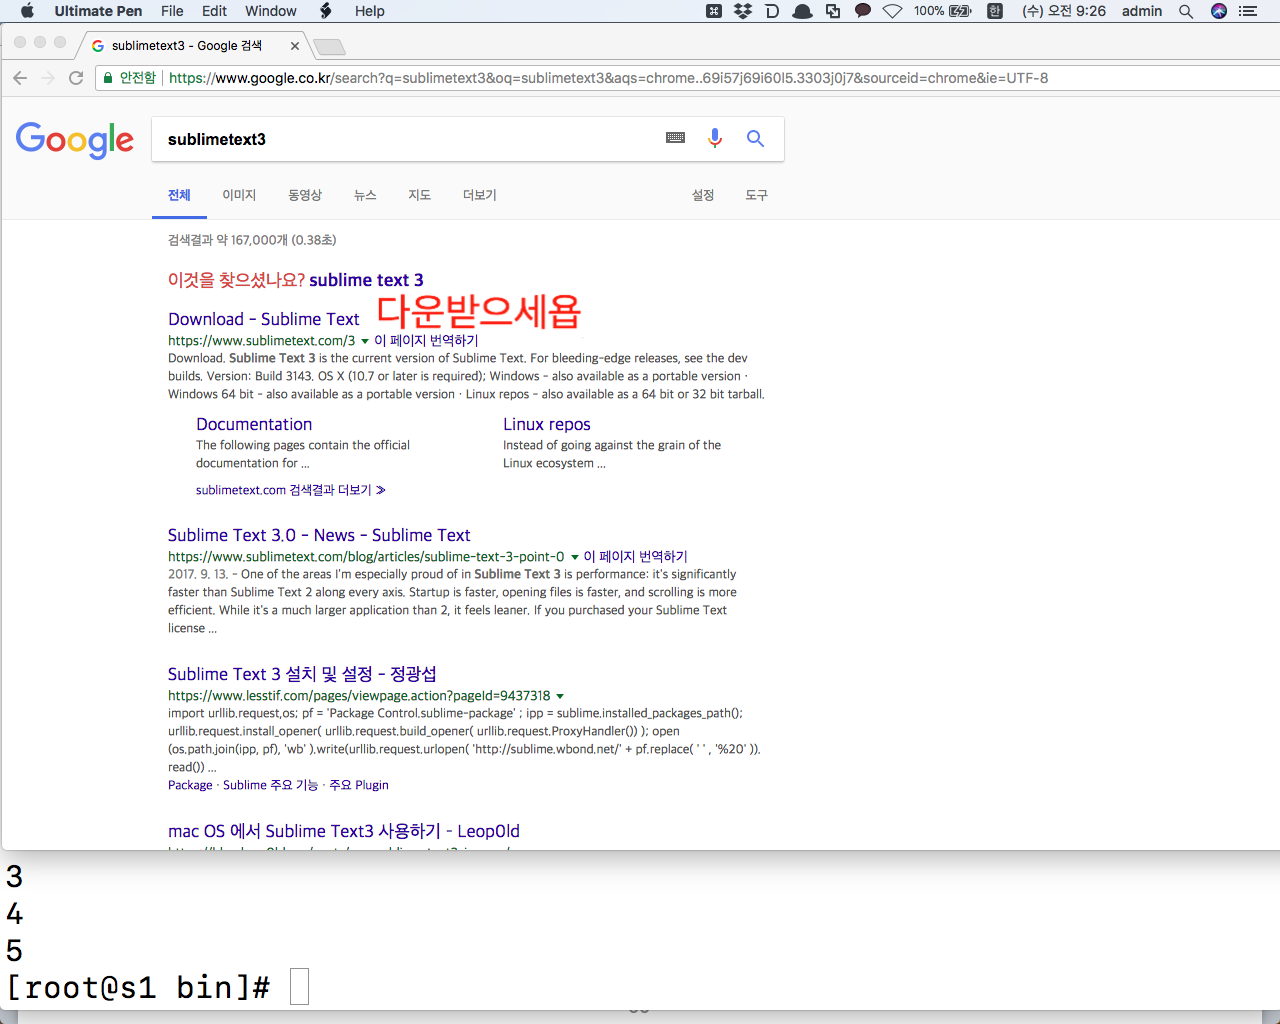 Ultimate Pen File Edit Window Help 100% 한 (수) 오전 9:26 admin
sublimetext3 - Google 검색
안전함 https://www.google.co.kr/search?q=sublimetext3&oq=sublimetext3&aqs=chrome..69i57j69i60l5.3303j0j7&sourceid=chrome&ie=UTF-8
Google sublimetext3
전체 이미지 동영상 뉴스 지도 더보기 설정 도구
검색결과 약 167,000개 (0.38초)
이것을 찾으셨나요? sublime text 3
다운받으세욥
Download - Sublime Text
https://www.sublimetext.com/3 이 페이지 번역하기
Download. Sublime Text 3 is the current version of Sublime Text. For bleeding-edge releases, see the dev
builds. Version: Build 3143. OS X (10.7 or later is required); Windows - also available as a portable version ·
Windows 64 bit - also available as a portable version · Linux repos - also available as a 64 bit or 32 bit tarball.
Documentation
The following pages contain the official
documentation for ...
Linux repos
Instead of going against the grain of the
Linux ecosystem ...
sublimetext.com 검색결과 더보기 ≫
Sublime Text 3.0 - News - Sublime Text
https://www.sublimetext.com/blog/articles/sublime-text-3-point-0 이 페이지 번역하기
2017. 9. 13. - One of the areas I'm especially proud of in Sublime Text 3 is performance: it's significantly
faster than Sublime Text 2 along every axis. Startup is faster, opening files is faster, and scrolling is more
efficient. While it's a much larger application than 2, it feels leaner. If you purchased your Sublime Text
license ...
Sublime Text 3 설치 및 설정 - 정광섭
https://www.lesstif.com/pages/viewpage.action?pageId=9437318
import urllib.request,os; pf = 'Package Control.sublime-package' ; ipp = sublime.installed_packages_path();
urllib.request.install_opener( urllib.request.build_opener( urllib.request.ProxyHandler()) ); open
(os.path.join(ipp, pf), 'wb' ).write(urllib.request.urlopen( 'http://sublime.wbond.net/' + pf.replace( ' ' , '%20' )).
read()) ...
Package · Sublime 주요 기능 · 주요 Plugin
mac OS 에서 Sublime Text3 사용하기 - Leop0ld
3
4
5
[root@s1 bin]#